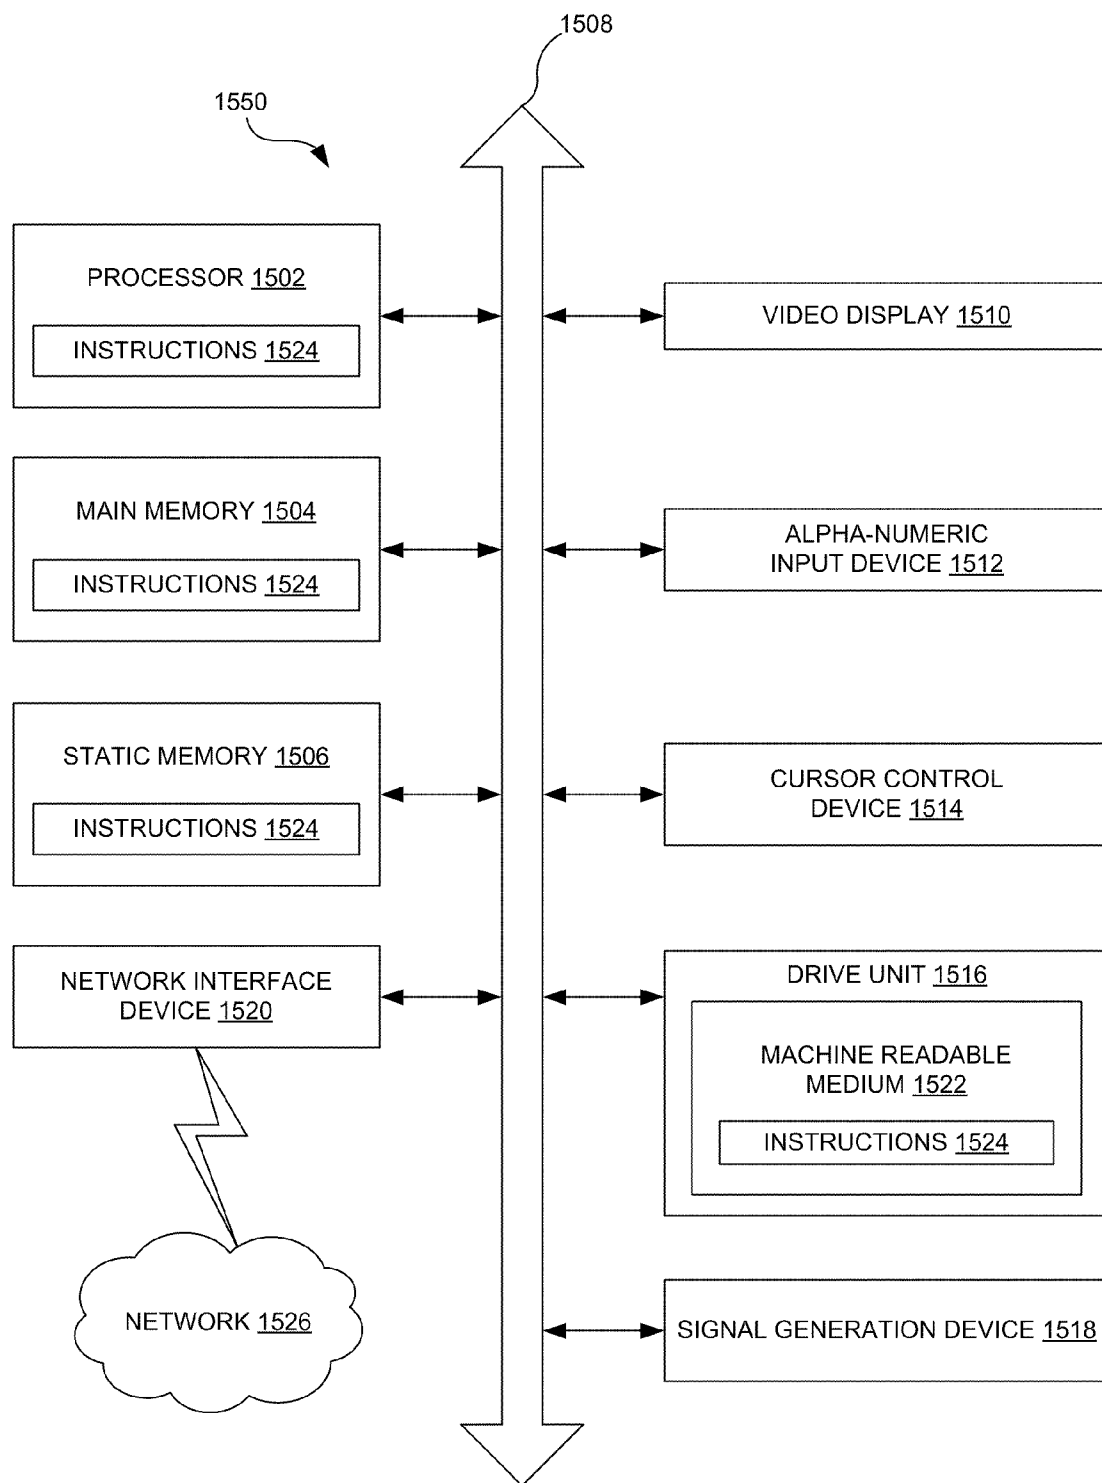 1508
1550
PROCESSOR 1502
INSTRUCTIONS 1524
MAIN MEMORY 1504
INSTRUCTIONS 1524
STATIC MEMORY 1506
INSTRUCTIONS 1524
NETWORK INTERFACE
DEVICE 1520
NETWORK 1526
VIDEO DISPLAY 1510
ALPHA-NUMERIC
INPUT DEVICE 1512
CURSOR CONTROL
DEVICE 1514
DRIVE UNIT 1516
MACHINE READABLE
MEDIUM 1522
INSTRUCTIONS 1524
SIGNAL GENERATION DEVICE 1518